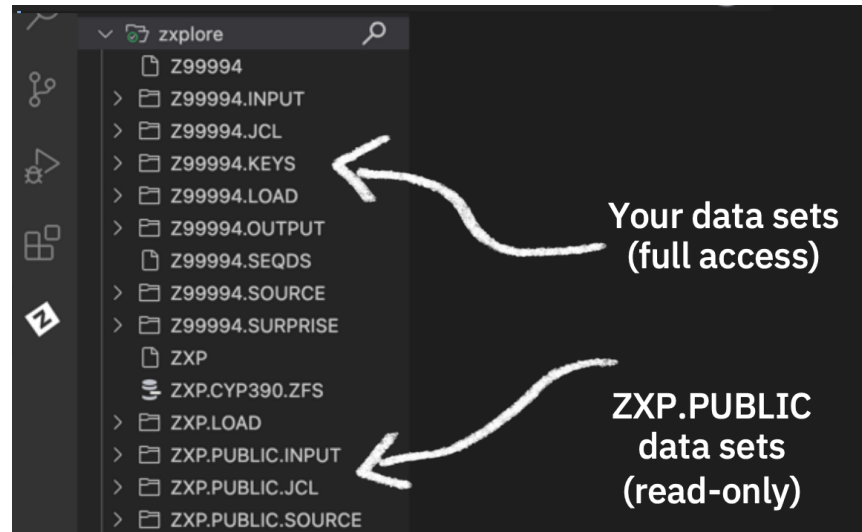 zxplore
Z99994
Z99994.INPUT
Z99994.JCL
Z99994.KEYS
Z99994.LOAD
Z99994.OUTPUT
Z99994.SEQDS
Z99994.SOURCE
Z99994.SURPRISE
ZXP
ZXP.CYP390.ZFS
ZXP.LOAD
ZXP.PUBLIC.INPUT
ZXP.PUBLIC.JCL
ZXP.PUBLIC.SOURCE
Your data sets
(full access)
ZXP.PUBLIC
data sets
(read-only)
Z